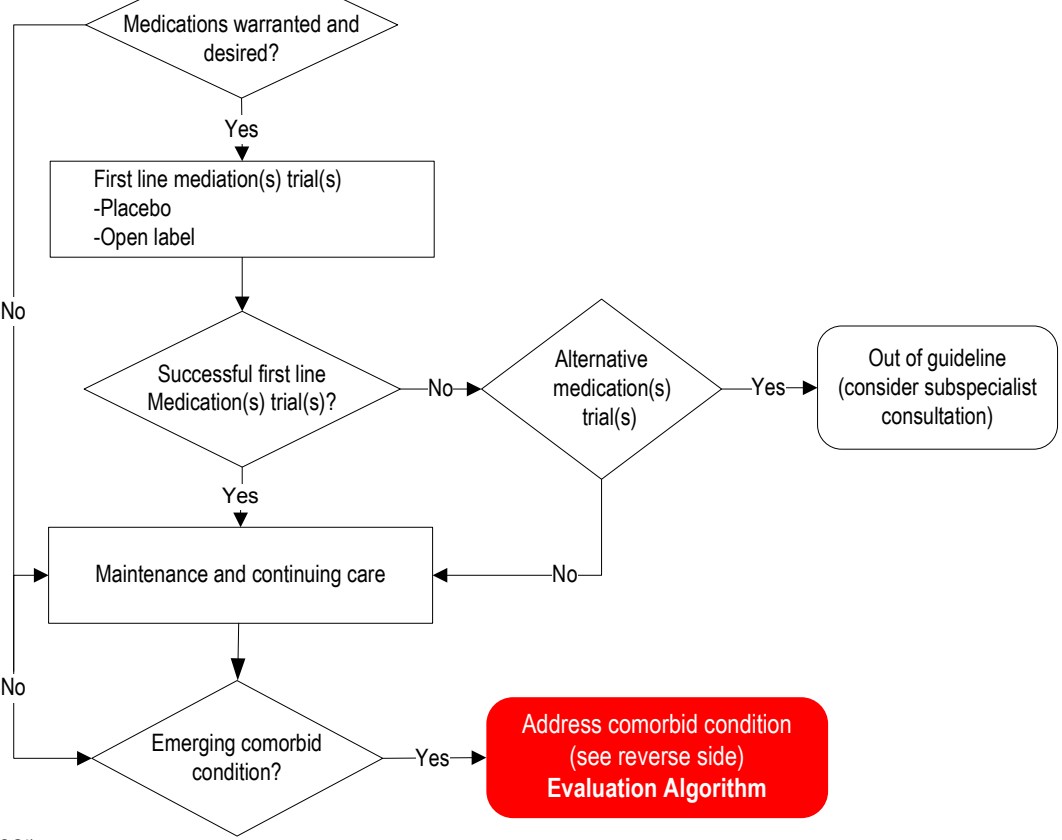 Medications warranted and
desired?
Yes
First line mediation(s) trial(s)
-Placebo
-Open label
No
Successful first line
Medication(s) trial(s)?
No
Alternative
medication(s)
trial(s)
Yes
Out of guideline
(consider subspecialist
consultation)
Yes
Maintenance and continuing care
No
No
Emerging comorbid
condition?
Yes
Address comorbid condition
(see reverse side)
Evaluation Algorithm